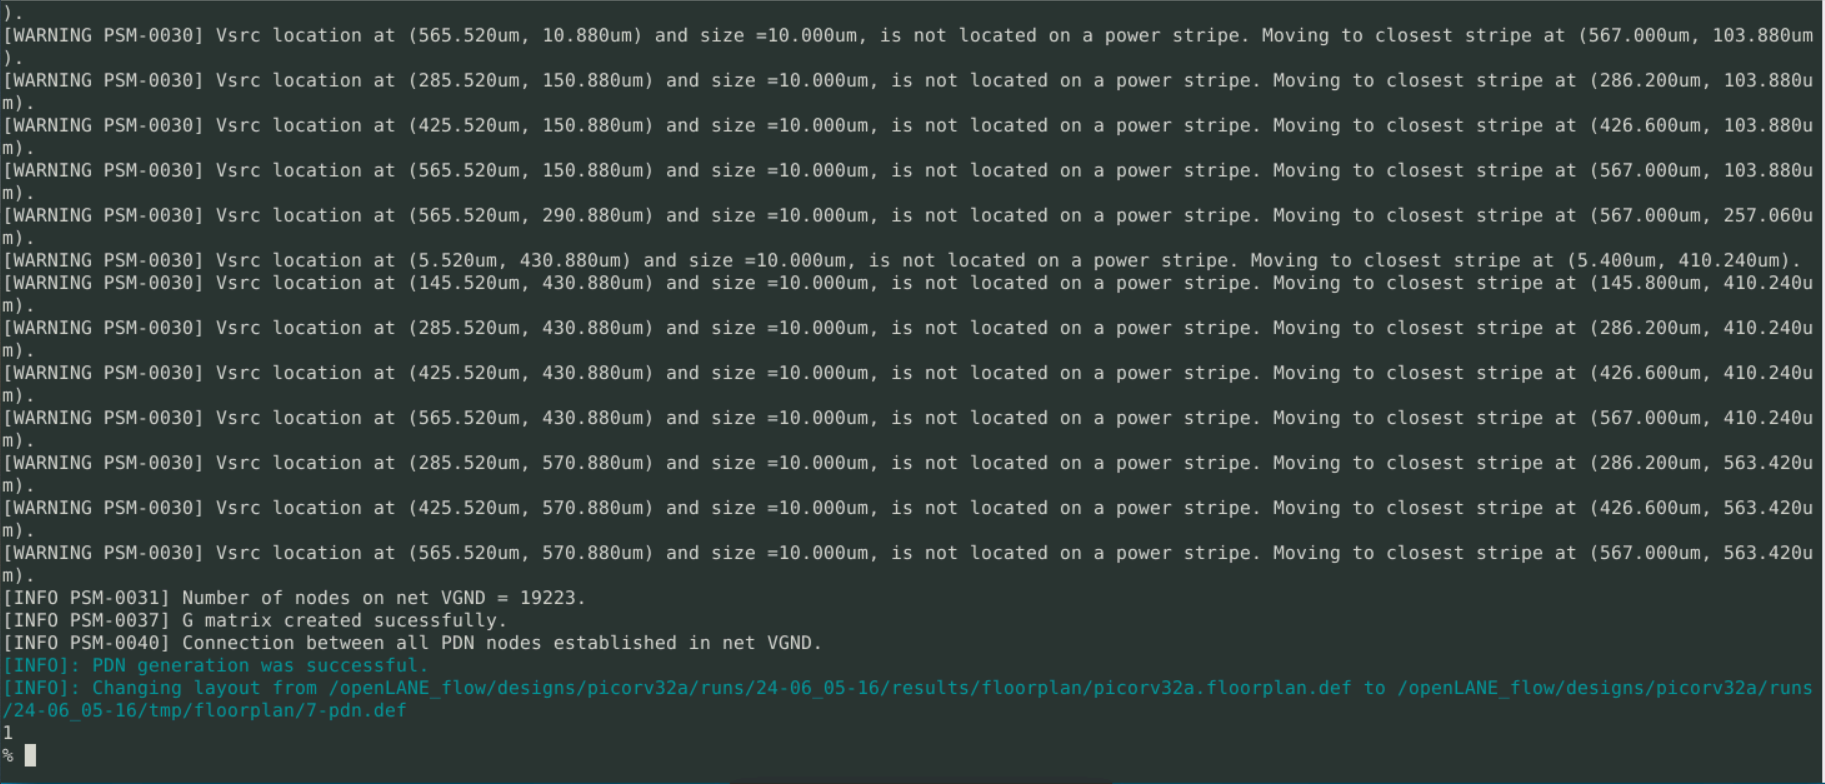 ).
[WARNING PSM-0030] Vsrc location at (565.520um, 10.880um) and size =10.000um, is not located on a power stripe. Moving to closest stripe at (567.000um, 103.880um
).
[WARNING PSM-0030] Vsrc location at (285.520um, 150.880um) and size =10.000um, is not located on a power stripe. Moving to closest stripe at (286.200um, 103.880u
m).
[WARNING PSM-0030] Vsrc location at (425.520um, 150.880um) and size =10.000um, is not located on a power stripe. Moving to closest stripe at (426.600um, 103.880u
m).
[WARNING PSM-0030] Vsrc location at (565.520um, 150.880um) and size =10.000um, is not located on a power stripe. Moving to closest stripe at (567.000um, 103.880u
m).
[WARNING PSM-0030] Vsrc location at (565.520um, 290.880um) and size =10.000um, is not located on a power stripe. Moving to closest stripe at (567.000um, 257.060u
m).
[WARNING PSM-0030] Vsrc location at (5.520um, 430.880um) and size =10.000um, is not located on a power stripe. Moving to closest stripe at (5.400um, 410.240um).
[WARNING PSM-0030] Vsrc location at (145.520um, 430.880um) and size =10.000um, is not located on a power stripe. Moving to closest stripe at (145.800um, 410.240u
m).
[WARNING PSM-0030] Vsrc location at (285.520um, 430.880um) and size =10.000um, is not located on a power stripe. Moving to closest stripe at (286.200um, 410.240u
m).
[WARNING PSM-0030] Vsrc location at (425.520um, 430.880um) and size =10.000um, is not located on a power stripe. Moving to closest stripe at (426.600um, 410.240u
m).
[WARNING PSM-0030] Vsrc location at (565.520um, 430.880um) and size =10.000um, is not located on a power stripe. Moving to closest stripe at (567.000um, 410.240u
m).
[WARNING PSM-0030] Vsrc location at (285.520um, 570.880um) and size =10.000um, is not located on a power stripe. Moving to closest stripe at (286.200um, 563.420u
m).
[WARNING PSM-0030] Vsrc location at (425.520um, 570.880um) and size =10.000um, is not located on a power stripe. Moving to closest stripe at (426.600um, 563.420u
m).
[WARNING PSM-0030] Vsrc location at (565.520um, 570.880um) and size =10.000um, is not located on a power stripe. Moving to closest stripe at (567.000um, 563.420u
m).
[INFO PSM-0031] Number of nodes on net VGND = 19223.
[INFO PSM-0037] G matrix created sucessfully.
[INFO PSM-0040] Connection between all PDN nodes established in net VGND.
[INFO]: PDN generation was successful.
[INFO]: Changing layout from /openLANE_flow/designs/picorv32a/runs/24-06_05-16/results/floorplan/picorv32a.floorplan.def to /openLANE_flow/designs/picorv32a/runs
/24-06_05-16/tmp/floorplan/7-pdn.def
1
%